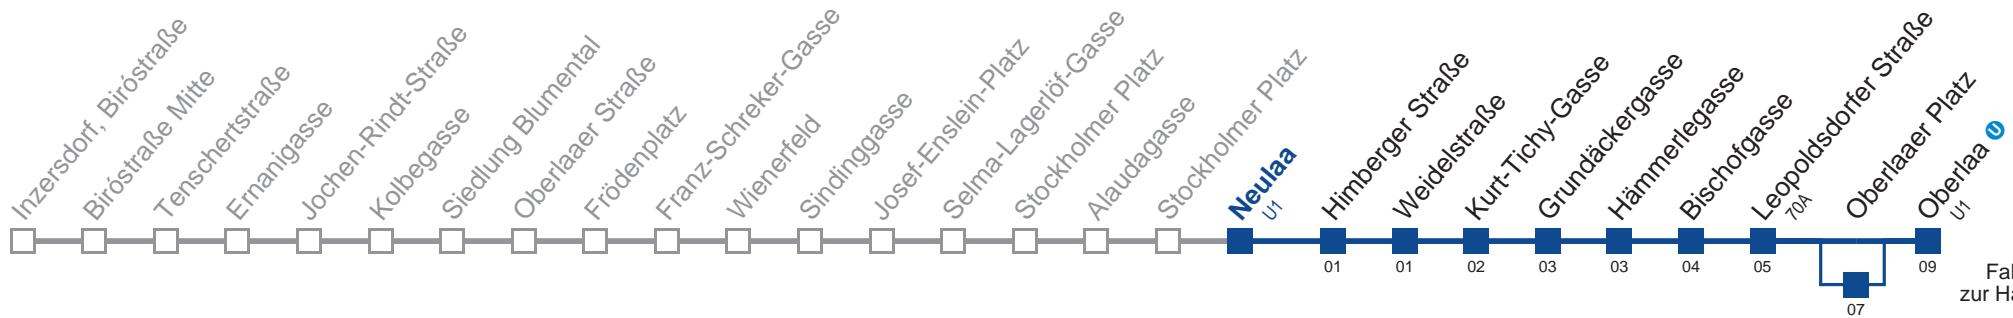 Inzersdorf, Biróstraße
Biróstraße Mitte
Tenschertstraße
Ernanigasse
Jochen-Rindt-Straße
Kolbegasse
Siedlung Blumental
Oberlaaer Straße
Frödenplatz
Franz-Schreker-Gasse
Wienerfeld
Sindinggasse
Josef-Enslein-Platz
Selma-Lagerlöf-Gasse
Stockholmer Platz
Alaudagasse
Stockholmer Platz
Neulaa
U1
Himberger Straße
Weidelstraße
Kurt-Tichy-Gasse
Grundäckergasse
Hämmerlegasse
Bischofgasse
Leopoldsdorfer Straße
70A
Oberlaaer Platz
Oberlaa U
U1
01
01
02
03
03
04
05
07
09
Fal
zur Ha